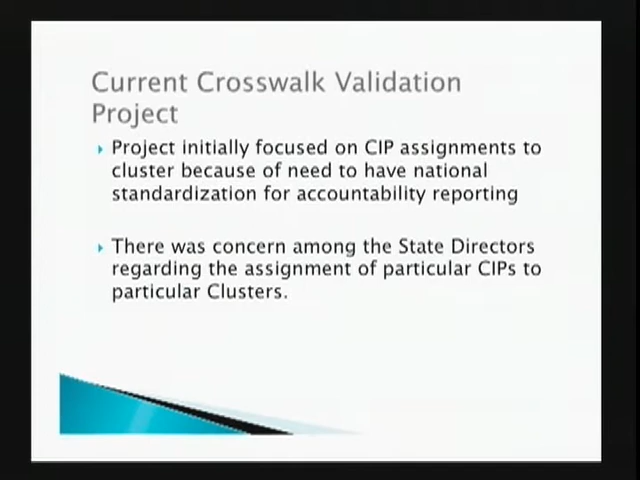 Current Crosswalk Validation
Project
Project initially focused on CIP assignments to
cluster because of need to have national
standardization for accountability reporting
There was concern among the State Directors
regarding the assignment of particular CIPs to
particular Clusters.